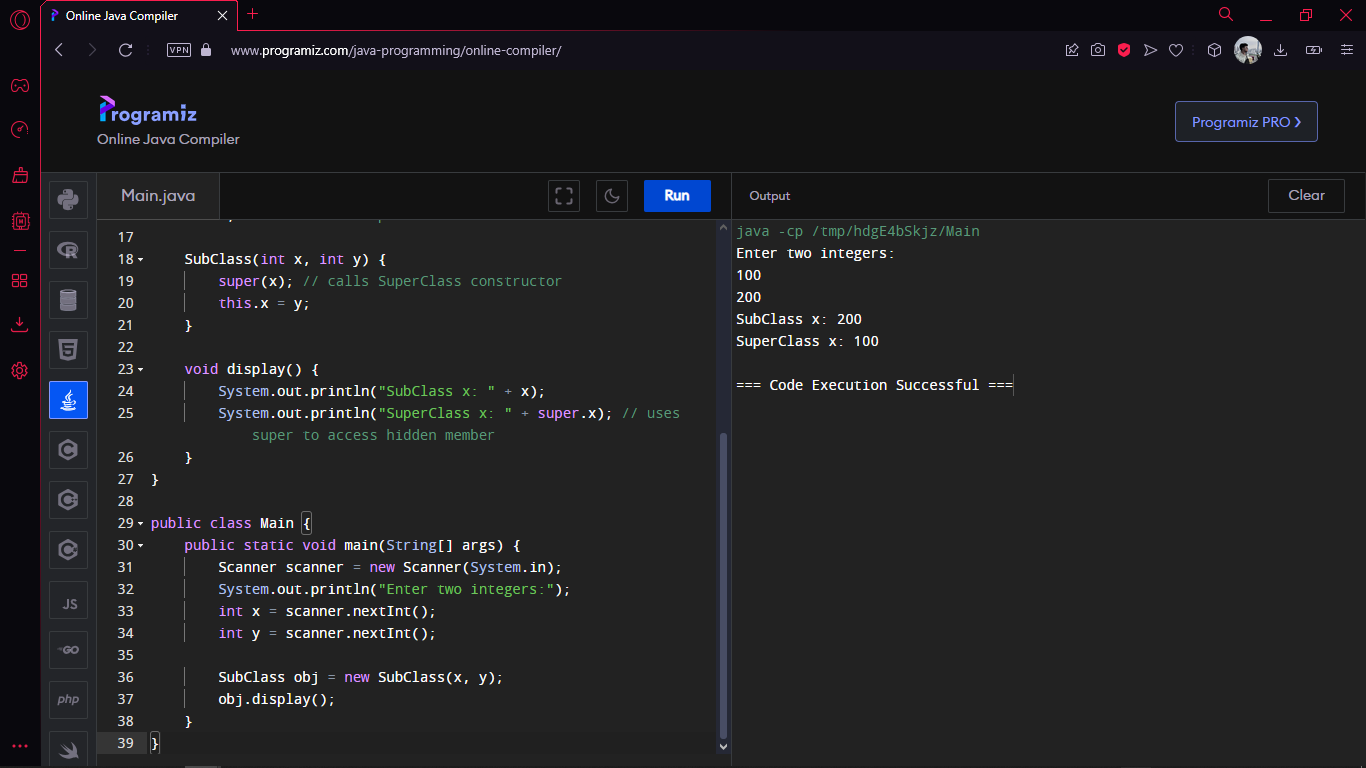 Online Java Compiler
VPN
www.programiz.com/java-programming/online-compiler/
Programiz
Online Java Compiler
Programiz PRO
Main.java
Run
Output
Clear
17
18 SubClass(int x, int y) {
19 super(x); // calls SuperClass constructor
20 this.x = y;
21 }
22
23 void display() {
24 System.out.println("SubClass x: " + x);
25 System.out.println("SuperClass x: " + super.x); // uses
super to access hidden member
26 }
27 }
28
29 public class Main {
30 public static void main(String[] args) {
31 Scanner scanner = new Scanner(System.in);
32 System.out.println("Enter two integers:");
33 int x = scanner.nextInt();
34 int y = scanner.nextInt();
35
36 SubClass obj = new SubClass(x, y);
37 obj.display();
38 }
39 }
java -cp /tmp/hdgE4bSkjz/Main
Enter two integers:
100
200
SubClass x: 200
SuperClass x: 100
=== Code Execution Successful ===
JS
GO
php